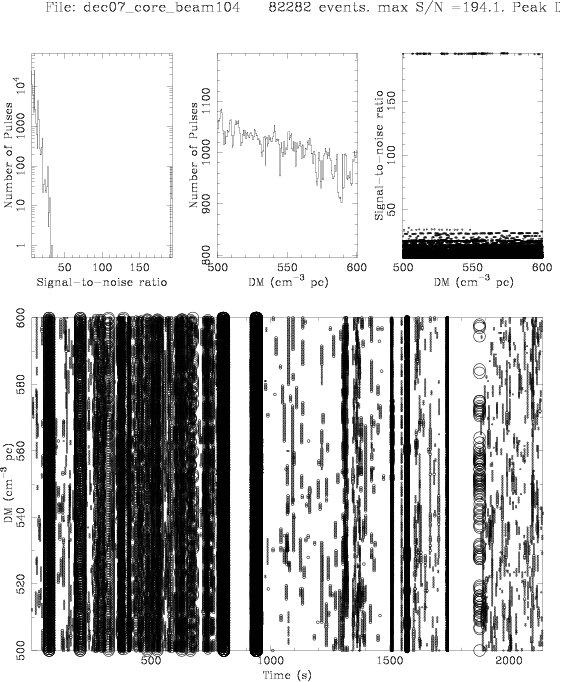 File: dec07_core_beam104 82282 events. max S/N =194.1. Peak D
Number of Pulses
1 10 100 1000 10⁴
50 100 150
Signal-to-noise ratio
Number of Pulses
800 900 1000 1100
500 550 600
DM (cm⁻³ pc)
Signal-to-noise ratio
50 100 150
500 550 600
DM (cm⁻³ pc)
DM (cm⁻³ pc)
500 520 540 560 580 600
500 1000 1500 2000
Time (s)